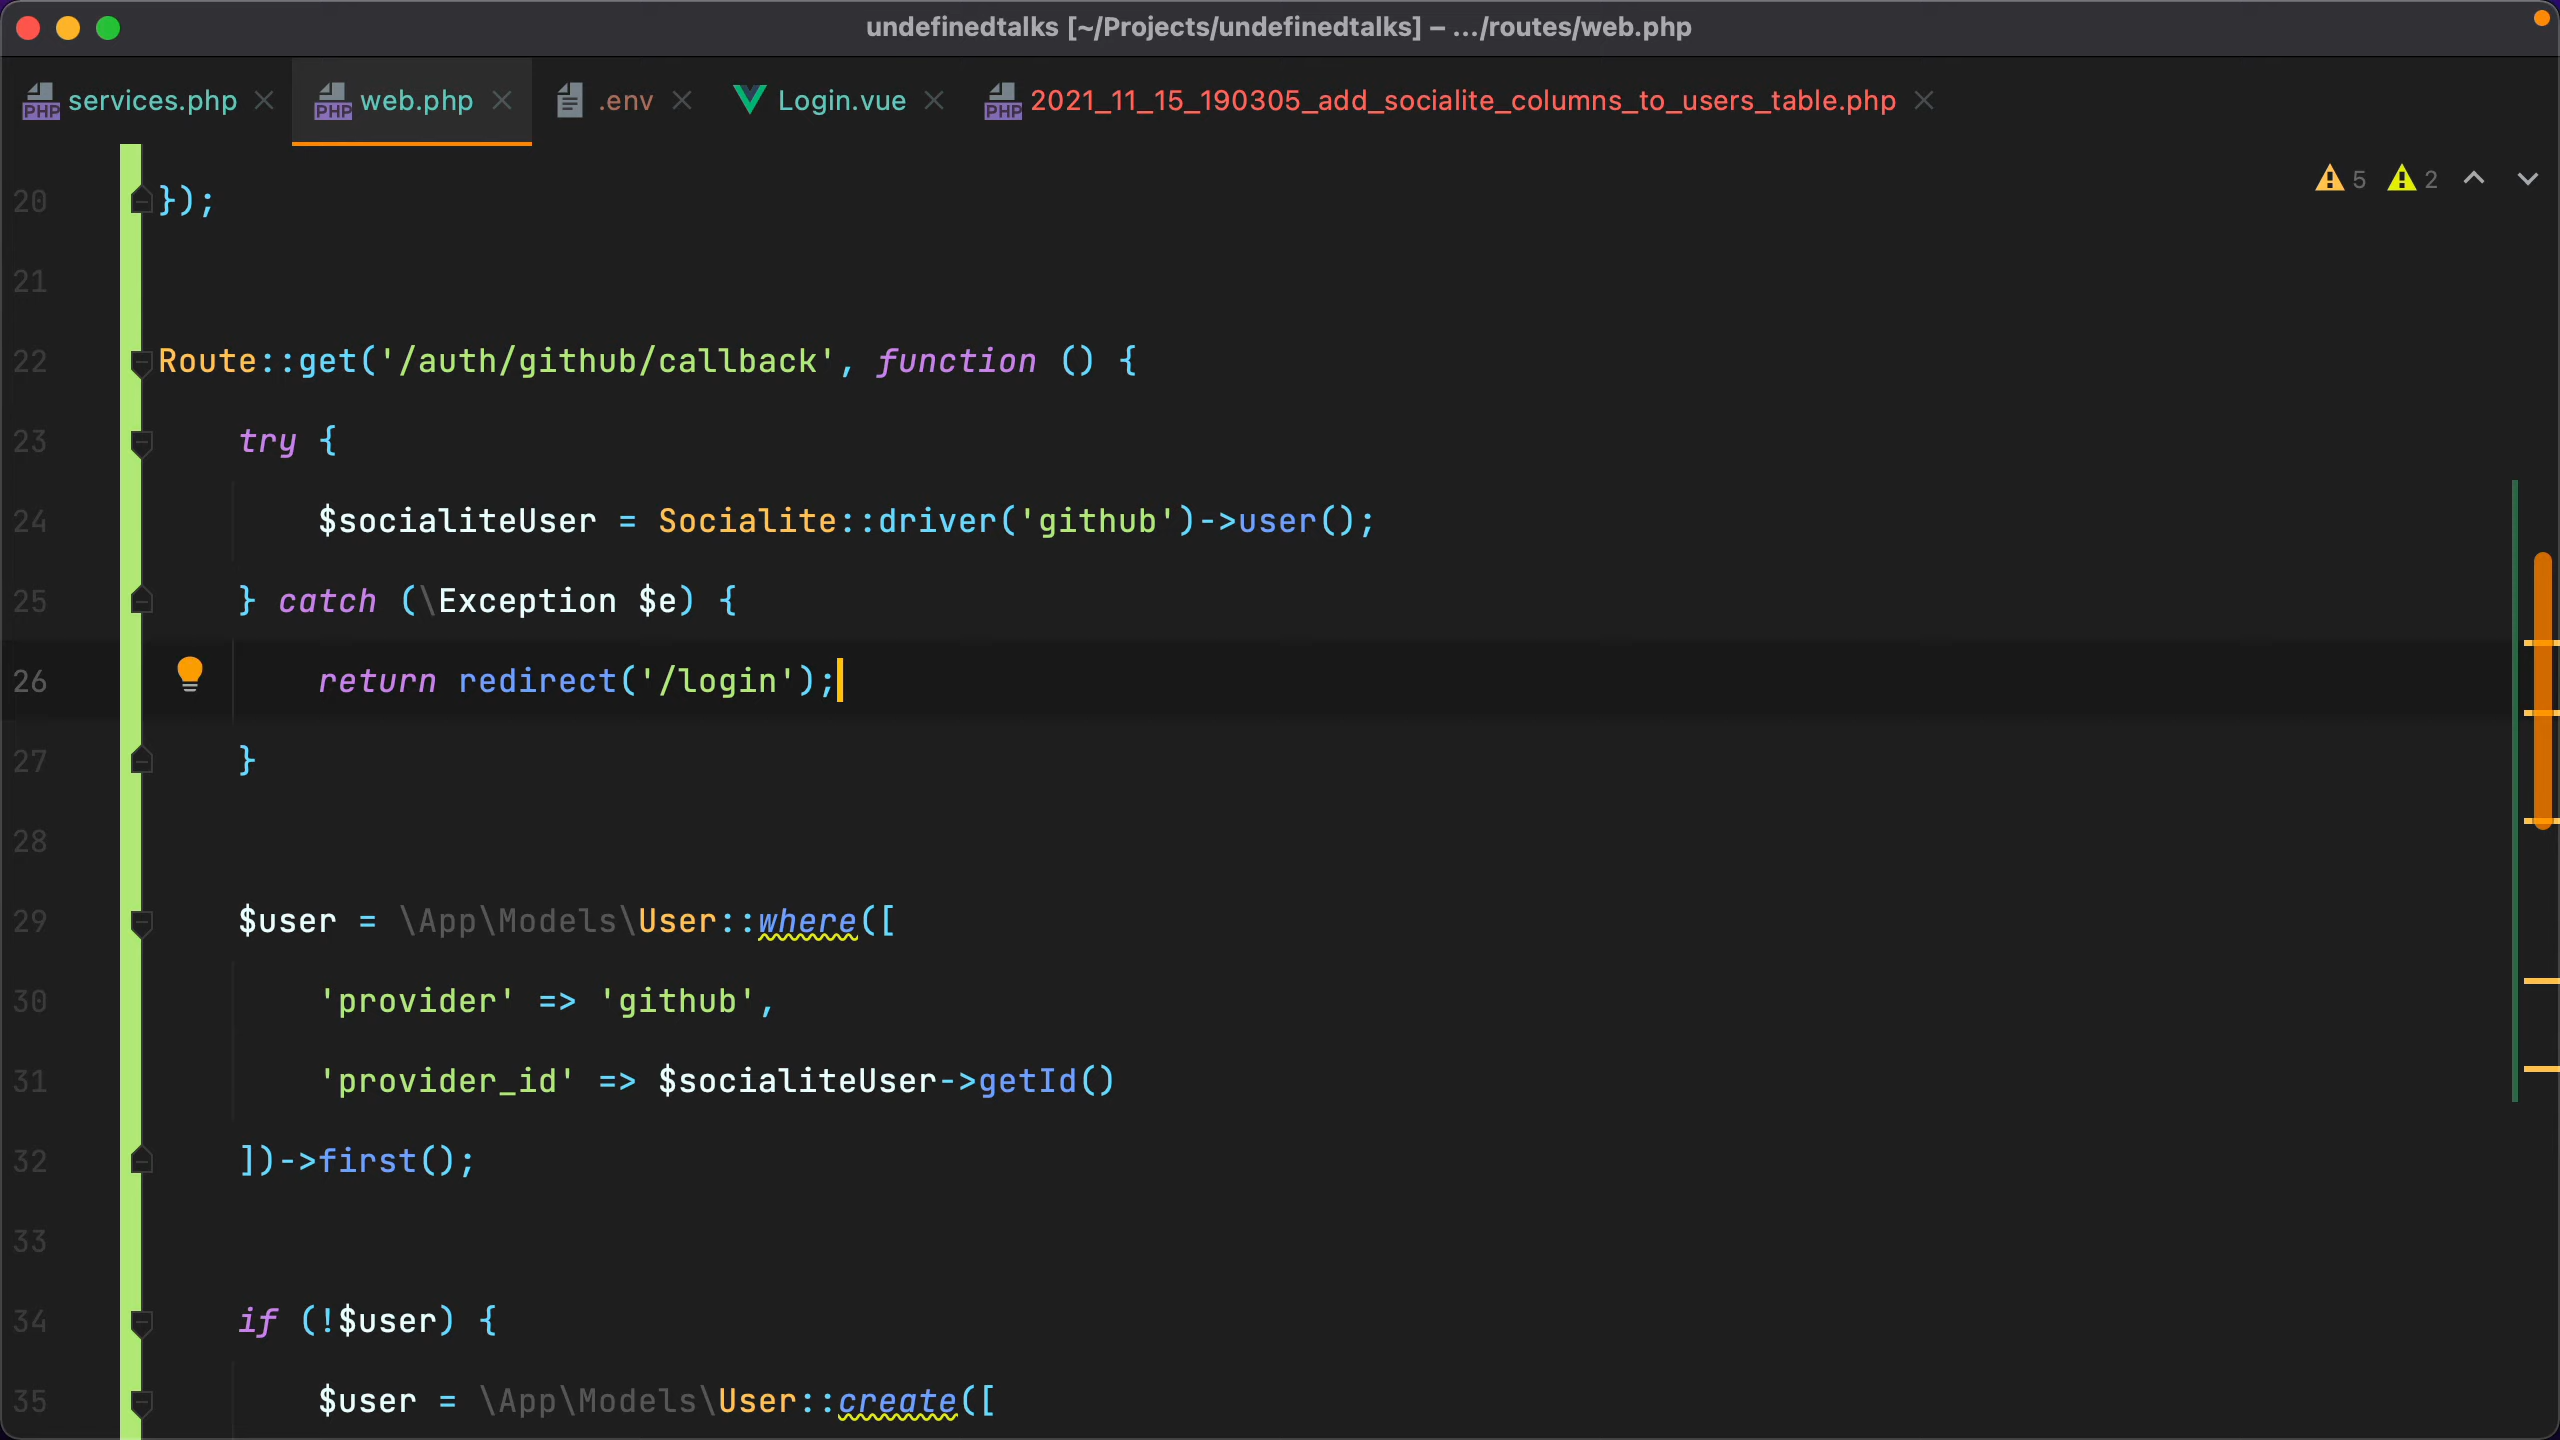 undefinedtalks [~/Projects/undefinedtalks] – .../routes/web.php
PHP services.php PHP web.php .env Login.vue PHP 2021_11_15_190305_add_socialite_columns_to_users_table.php
5 2
20 });
21
22 Route::get('/auth/github/callback', function () {
23 try {
24 $socialiteUser = Socialite::driver('github')->user();
25 } catch (\Exception $e) {
26 return redirect('/login');
27 }
28
29 $user = \App\Models\User::where([
30 'provider' => 'github',
31 'provider_id' => $socialiteUser->getId()
32 ])->first();
33
34 if (!$user) {
35 $user = \App\Models\User::create([